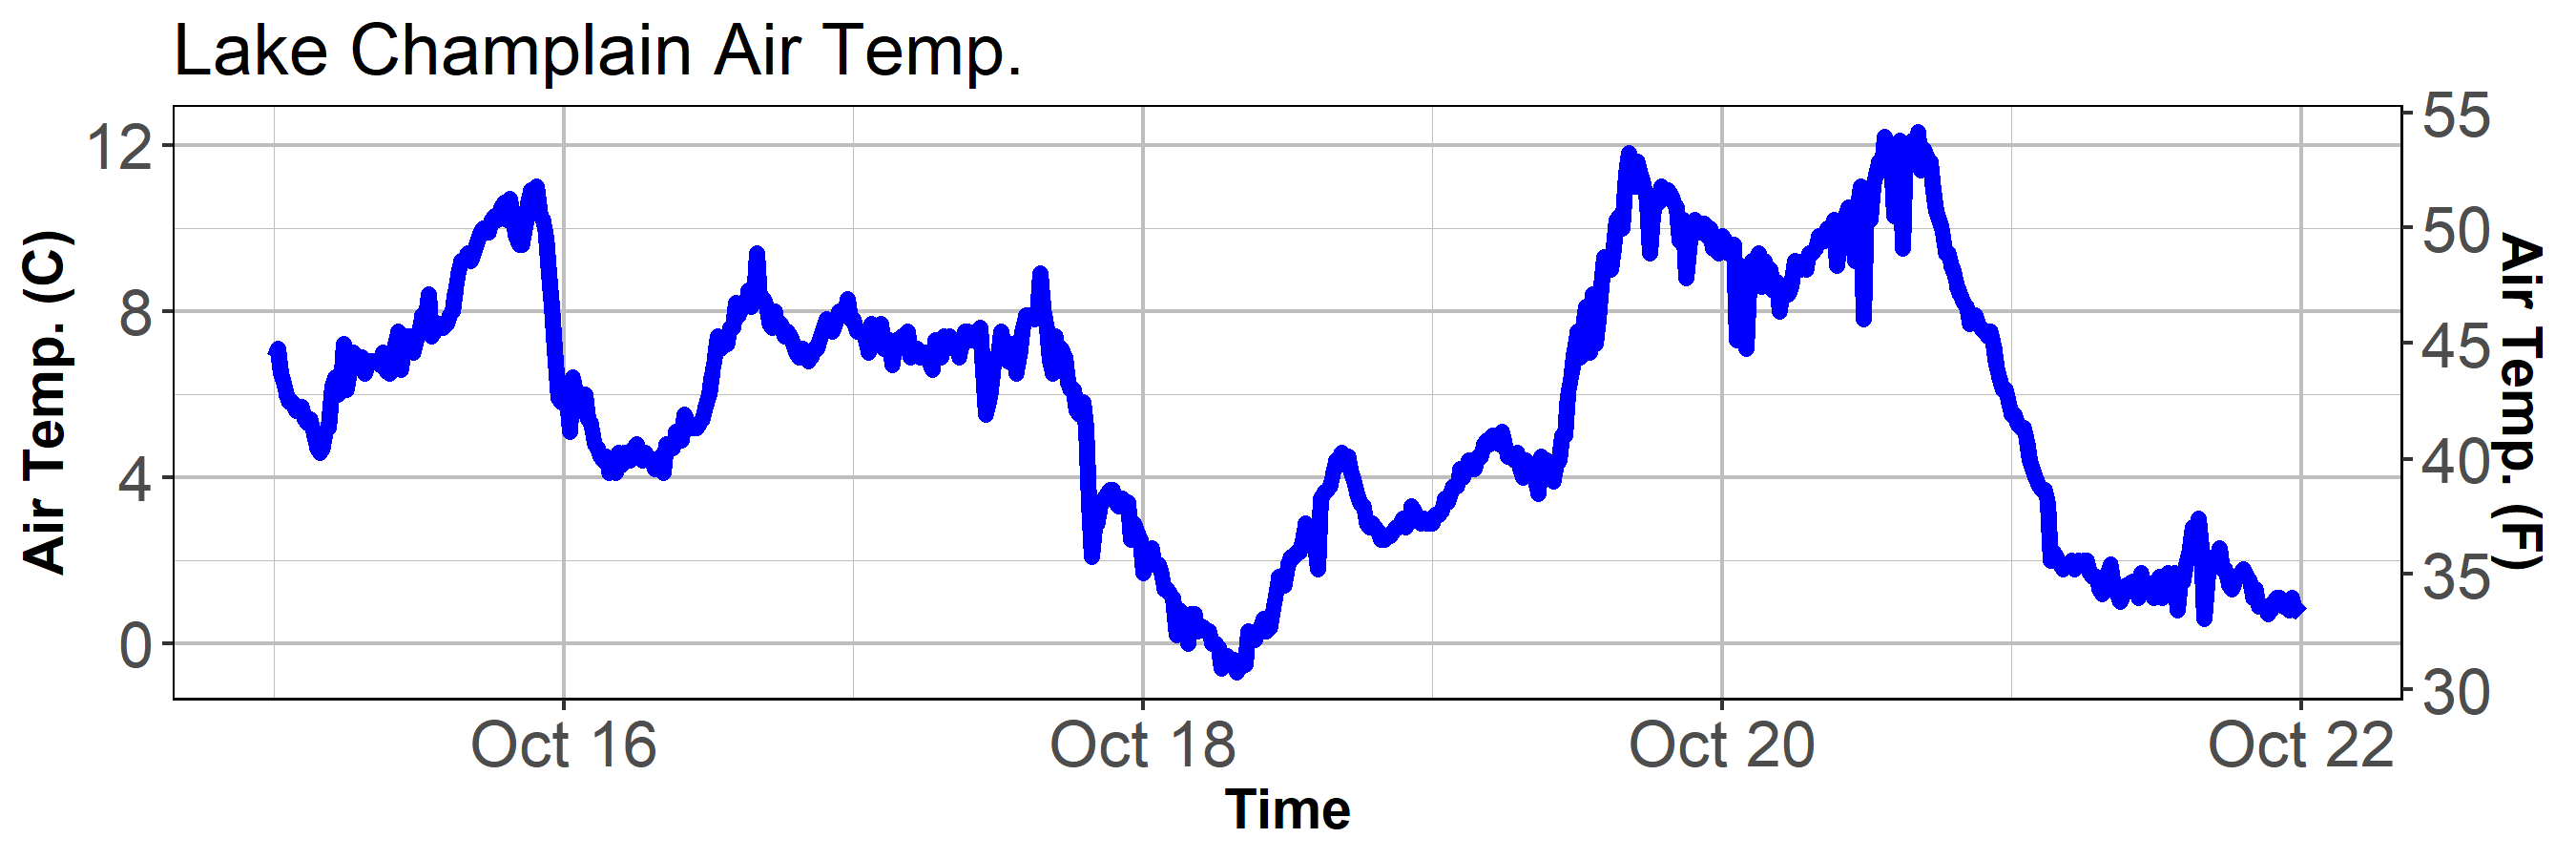 Lake Champlain Air Temp.
Air Temp. (C)
12
8
4
0
55
50
45
40
35
30
Air Temp. (F)
Oct 16 Oct 18 Oct 20 Oct 22
Time